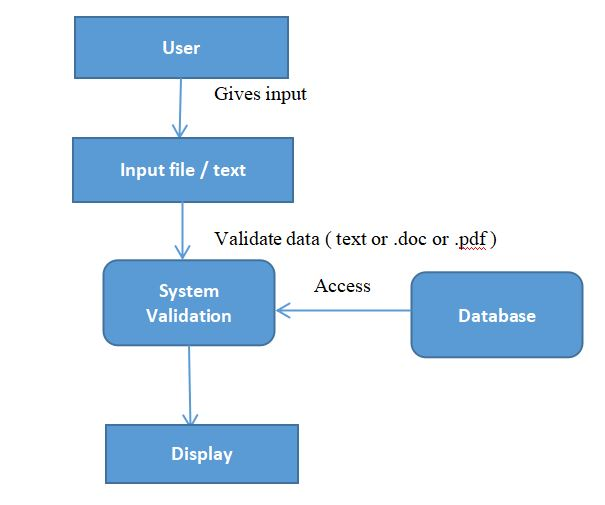 User
Gives input
Input file / text
Validate data ( text or .doc or .pdf )
System
Validation
Access
Database
Display